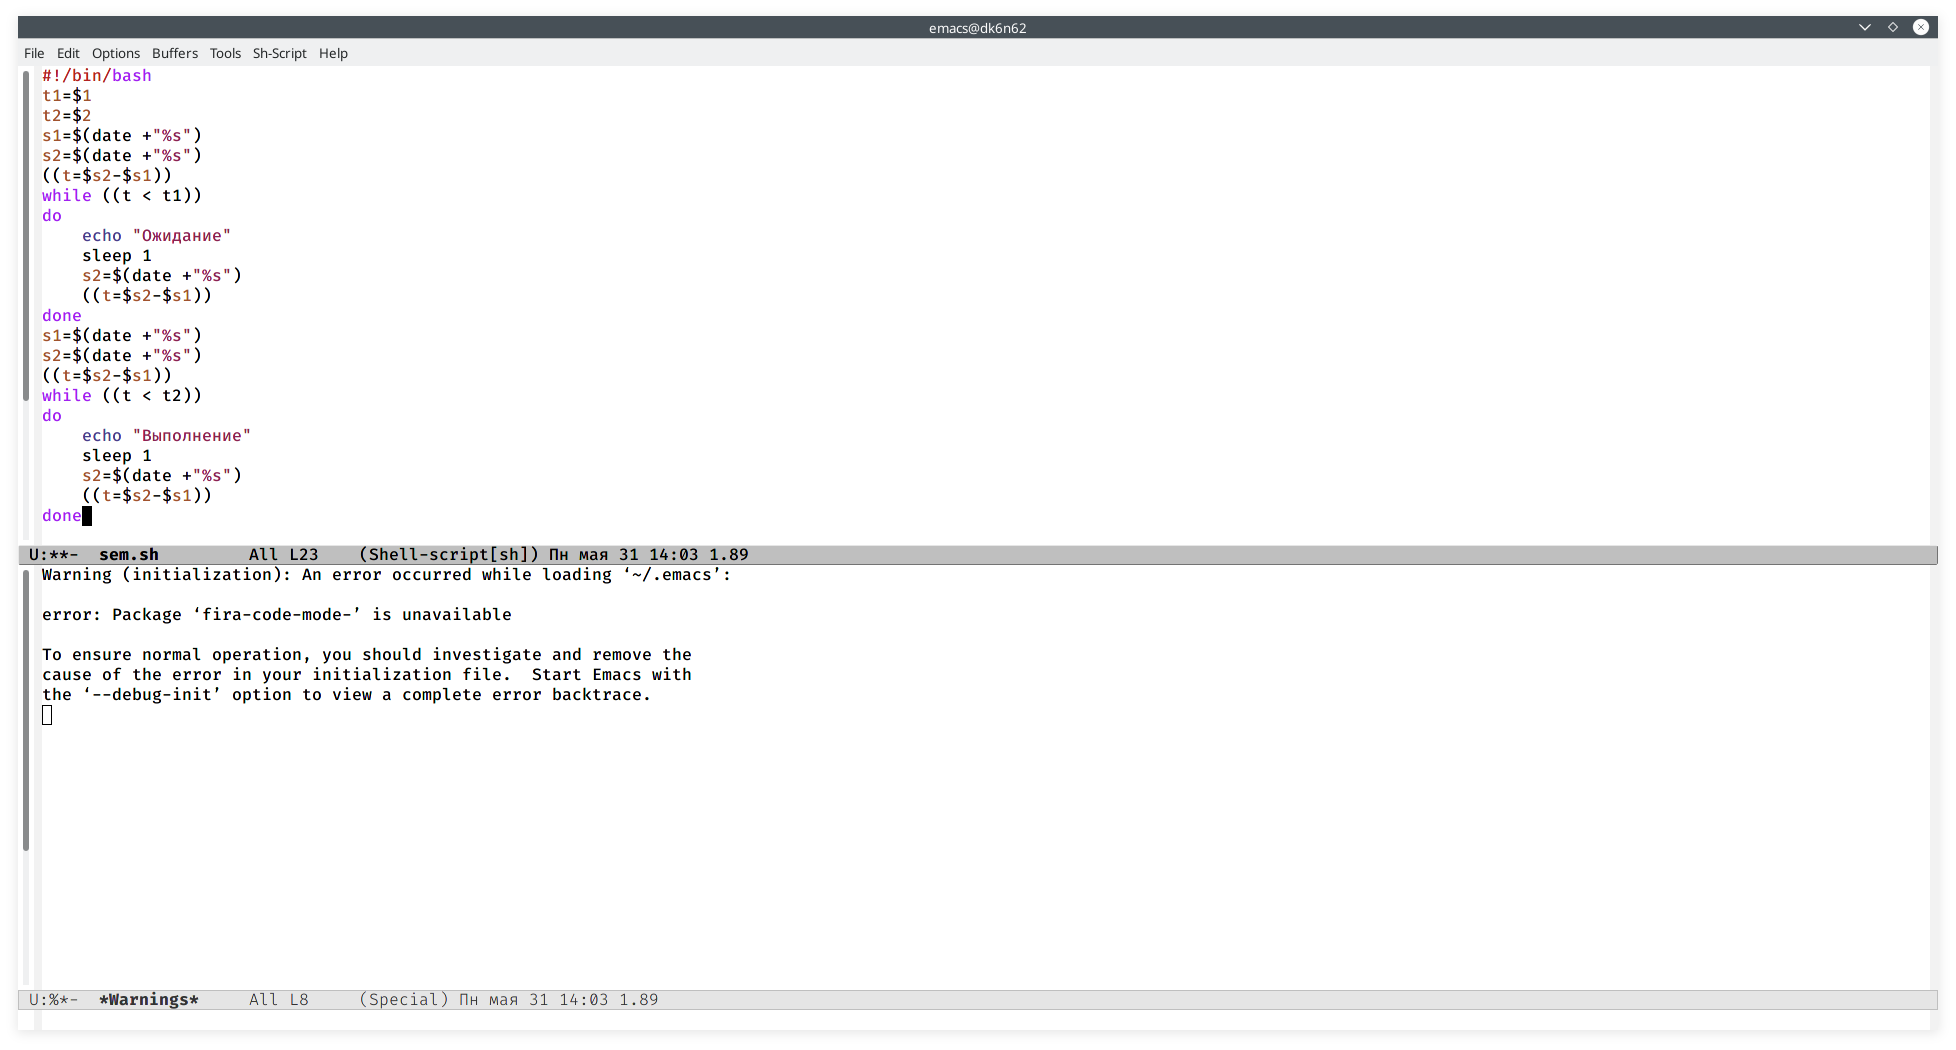 emacs@dk6n62
File Edit Options Buffers Tools Sh-Script Help
#!/bin/bash
t1=$1
t2=$2
s1=$(date +"%s")
s2=$(date +"%s")
((t=$s2-$s1))
while ((t < t1))
do
    echo "Ожидание"
    sleep 1
    s2=$(date +"%s")
    ((t=$s2-$s1))
done
s1=$(date +"%s")
s2=$(date +"%s")
((t=$s2-$s1))
while ((t < t2))
do
    echo "Выполнение"
    sleep 1
    s2=$(date +"%s")
    ((t=$s2-$s1))
done
U:**-  sem.sh         All L23    (Shell-script[sh]) Пн мая 31 14:03 1.89
Warning (initialization): An error occurred while loading ‘~/.emacs’:
error: Package ‘fira-code-mode-’ is unavailable
To ensure normal operation, you should investigate and remove the
cause of the error in your initialization file.  Start Emacs with
the ‘--debug-init’ option to view a complete error backtrace.
U:%*-  *Warnings*     All L8     (Special) Пн мая 31 14:03 1.89